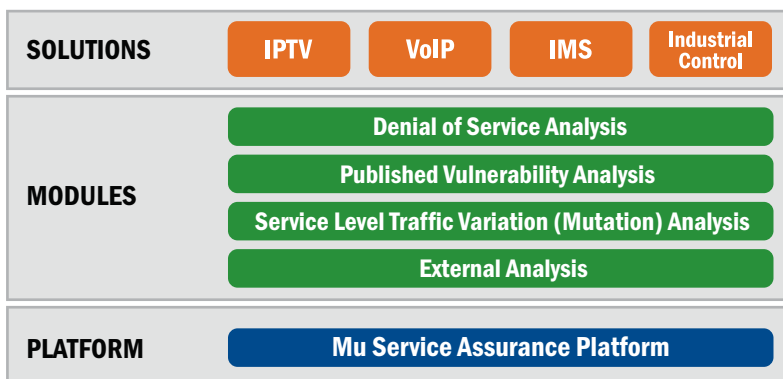 SOLUTIONS
IPTV
VoIP
IMS
Industrial
Control
MODULES
Denial of Service Analysis
Published Vulnerability Analysis
Service Level Traffic Variation (Mutation) Analysis
External Analysis
PLATFORM
Mu Service Assurance Platform